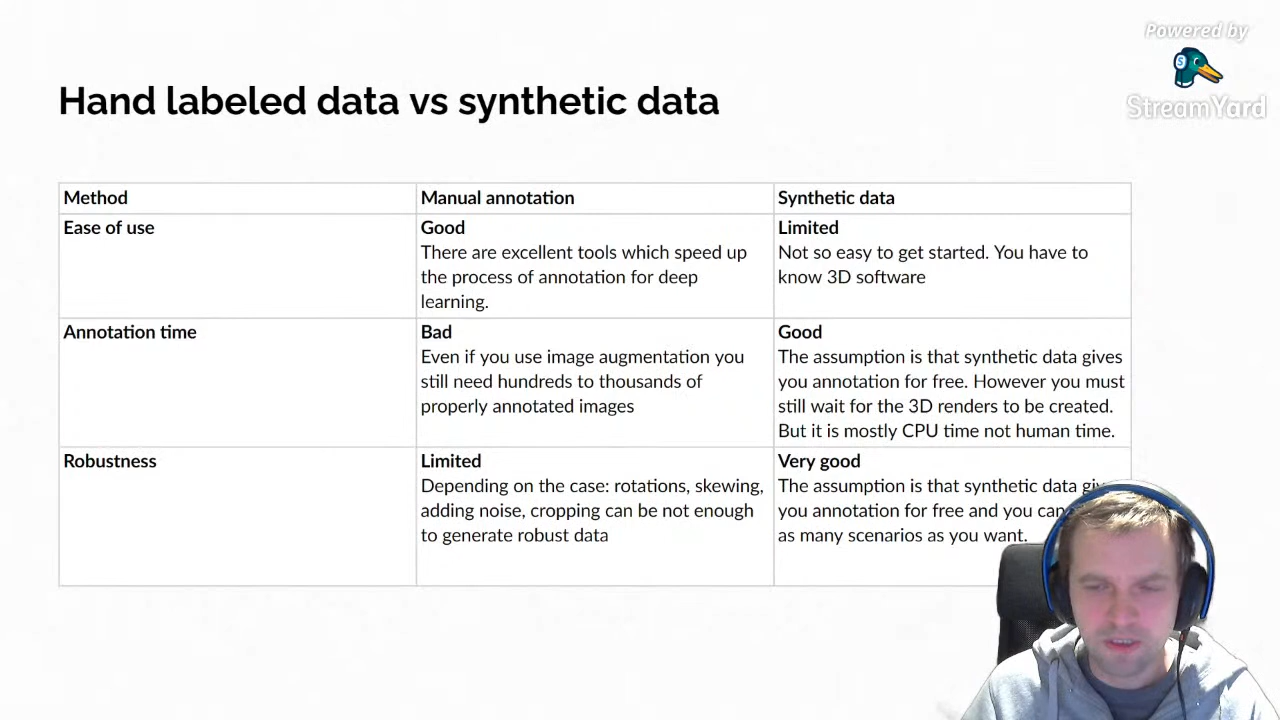 Powered by
StreamYard
Hand labeled data vs synthetic data
Method
Manual annotation
Synthetic data
Ease of use
Good
There are excellent tools which speed up
the process of annotation for deep
learning.
Limited
Not so easy to get started. You have to
know 3D software
Annotation time
Bad
Even if you use image augmentation you
still need hundreds to thousands of
properly annotated images
Good
The assumption is that synthetic data gives
you annotation for free. However you must
still wait for the 3D renders to be created.
But it is mostly CPU time not human time.
Robustness
Limited
Depending on the case: rotations, skewing,
adding noise, cropping can be not enough
to generate robust data
Very good
The assumption is that synthetic data
you annotation for free and you can
as many scenarios as you want.